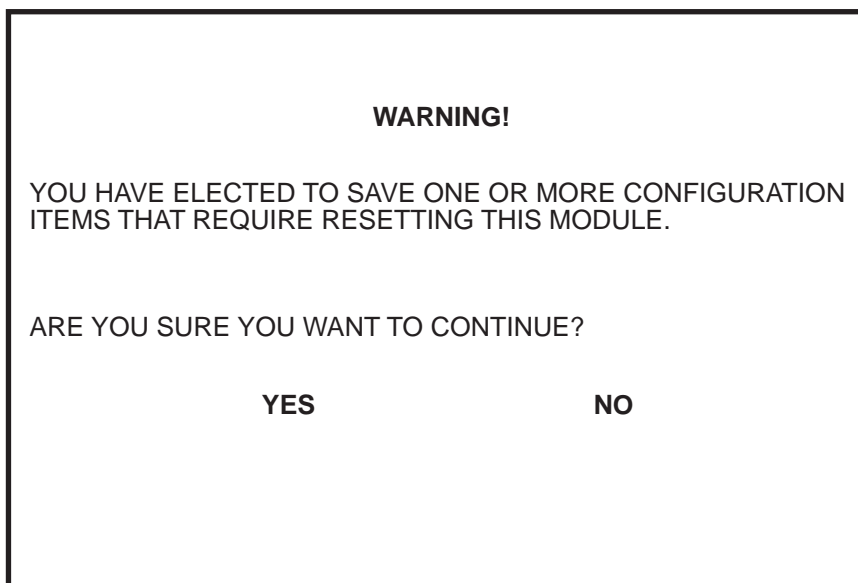 WARNING!
YOU HAVE ELECTED TO SAVE ONE OR MORE CONFIGURATION
ITEMS THAT REQUIRE RESETTING THIS MODULE.
ARE YOU SURE YOU WANT TO CONTINUE?
YES NO